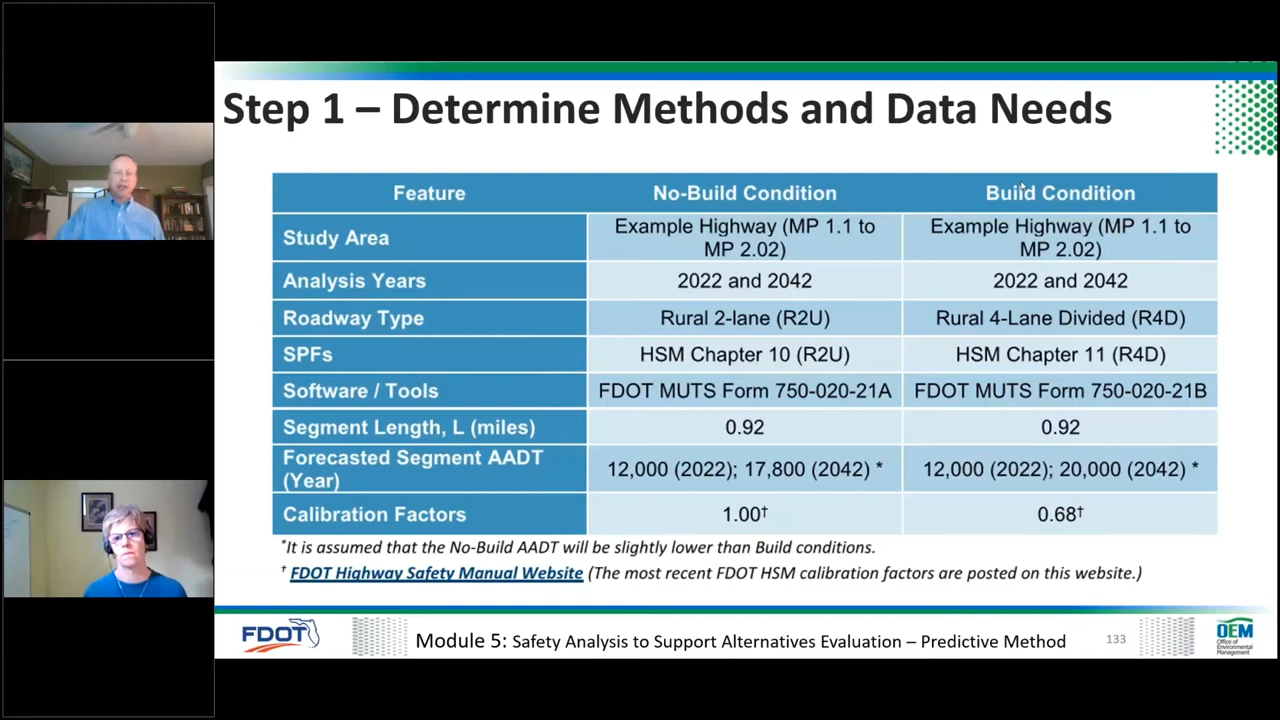 Step 1 – Determine Methods and Data Needs
Feature
No-Build Condition
Build Condition
Study Area
Example Highway (MP 1.1 to
MP 2.02)
Example Highway (MP 1.1 to
MP 2.02)
Analysis Years
2022 and 2042
2022 and 2042
Roadway Type
Rural 2-lane (R2U)
Rural 4-Lane Divided (R4D)
SPFs
HSM Chapter 10 (R2U)
HSM Chapter 11 (R4D)
Software / Tools
FDOT MUTS Form 750-020-21A
FDOT MUTS Form 750-020-21B
Segment Length, L (miles)
0.92
0.92
Forecasted Segment AADT
(Year)
12,000 (2022); 17,800 (2042) *
12,000 (2022); 20,000 (2042) *
Calibration Factors
1.00†
0.68†
*It is assumed that the No-Build AADT will be slightly lower than Build conditions.
† FDOT Highway Safety Manual Website (The most recent FDOT HSM calibration factors are posted on this website.)
FDOT
Module 5: Safety Analysis to Support Alternatives Evaluation – Predictive Method
133
OEM
Office of
Environmental
Management